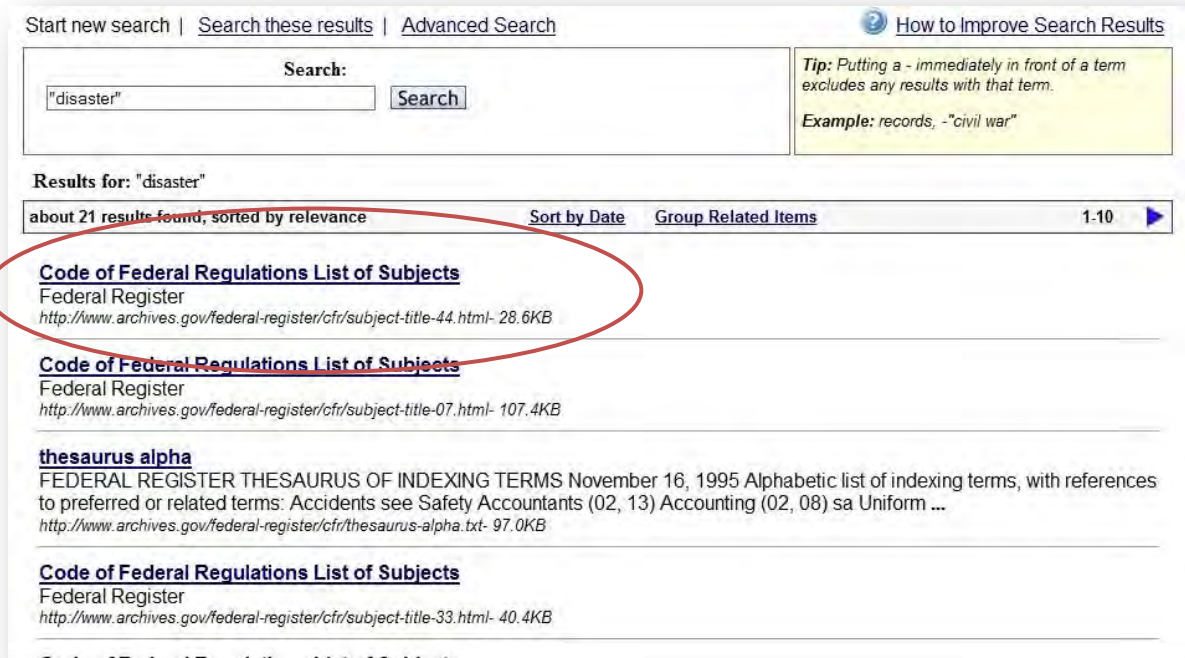 Start new search | Search these results | Advanced Search
How to Improve Search Results
Search:
"disaster"
Search
Tip: Putting a - immediately in front of a term
excludes any results with that term.
Example: records, -"civil war"
Results for: "disaster"
about 21 results found, sorted by relevance
Sort by Date
Group Related Items
1-10
Code of Federal Regulations List of Subjects
Federal Register
http://www.archives.gov/federal-register/cfr/subject-title-44.html- 28.6KB
Code of Federal Regulations List of Subjects
Federal Register
http://www.archives.gov/federal-register/cfr/subject-title-07.html- 107.4KB
thesaurus alpha
FEDERAL REGISTER THESAURUS OF INDEXING TERMS November 16, 1995 Alphabetic list of indexing terms, with references
to preferred or related terms: Accidents see Safety Accountants (02, 13) Accounting (02, 08) sa Uniform ...
http://www.archives.gov/federal-register/cfr/thesaurus-alpha.txt- 97.0KB
Code of Federal Regulations List of Subjects
Federal Register
http://www.archives.gov/federal-register/cfr/subject-title-33.html- 40.4KB